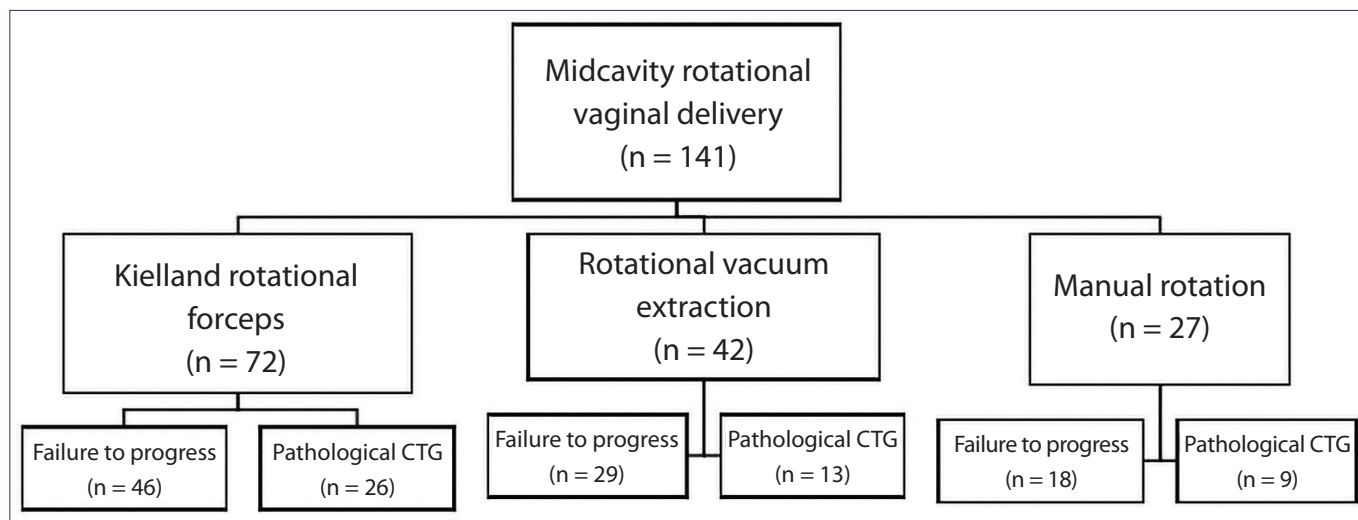 Midcavity rotational
vaginal delivery
(n = 141)
Kielland rotational
forceps
(n = 72)
Rotational vacuum
extraction
(n = 42)
Manual rotation
(n = 27)
Failure to progress
(n = 46)
Pathological CTG
(n = 26)
Failure to progress
(n = 29)
Pathological CTG
(n = 13)
Failure to progress
(n = 18)
Pathological CTG
(n = 9)